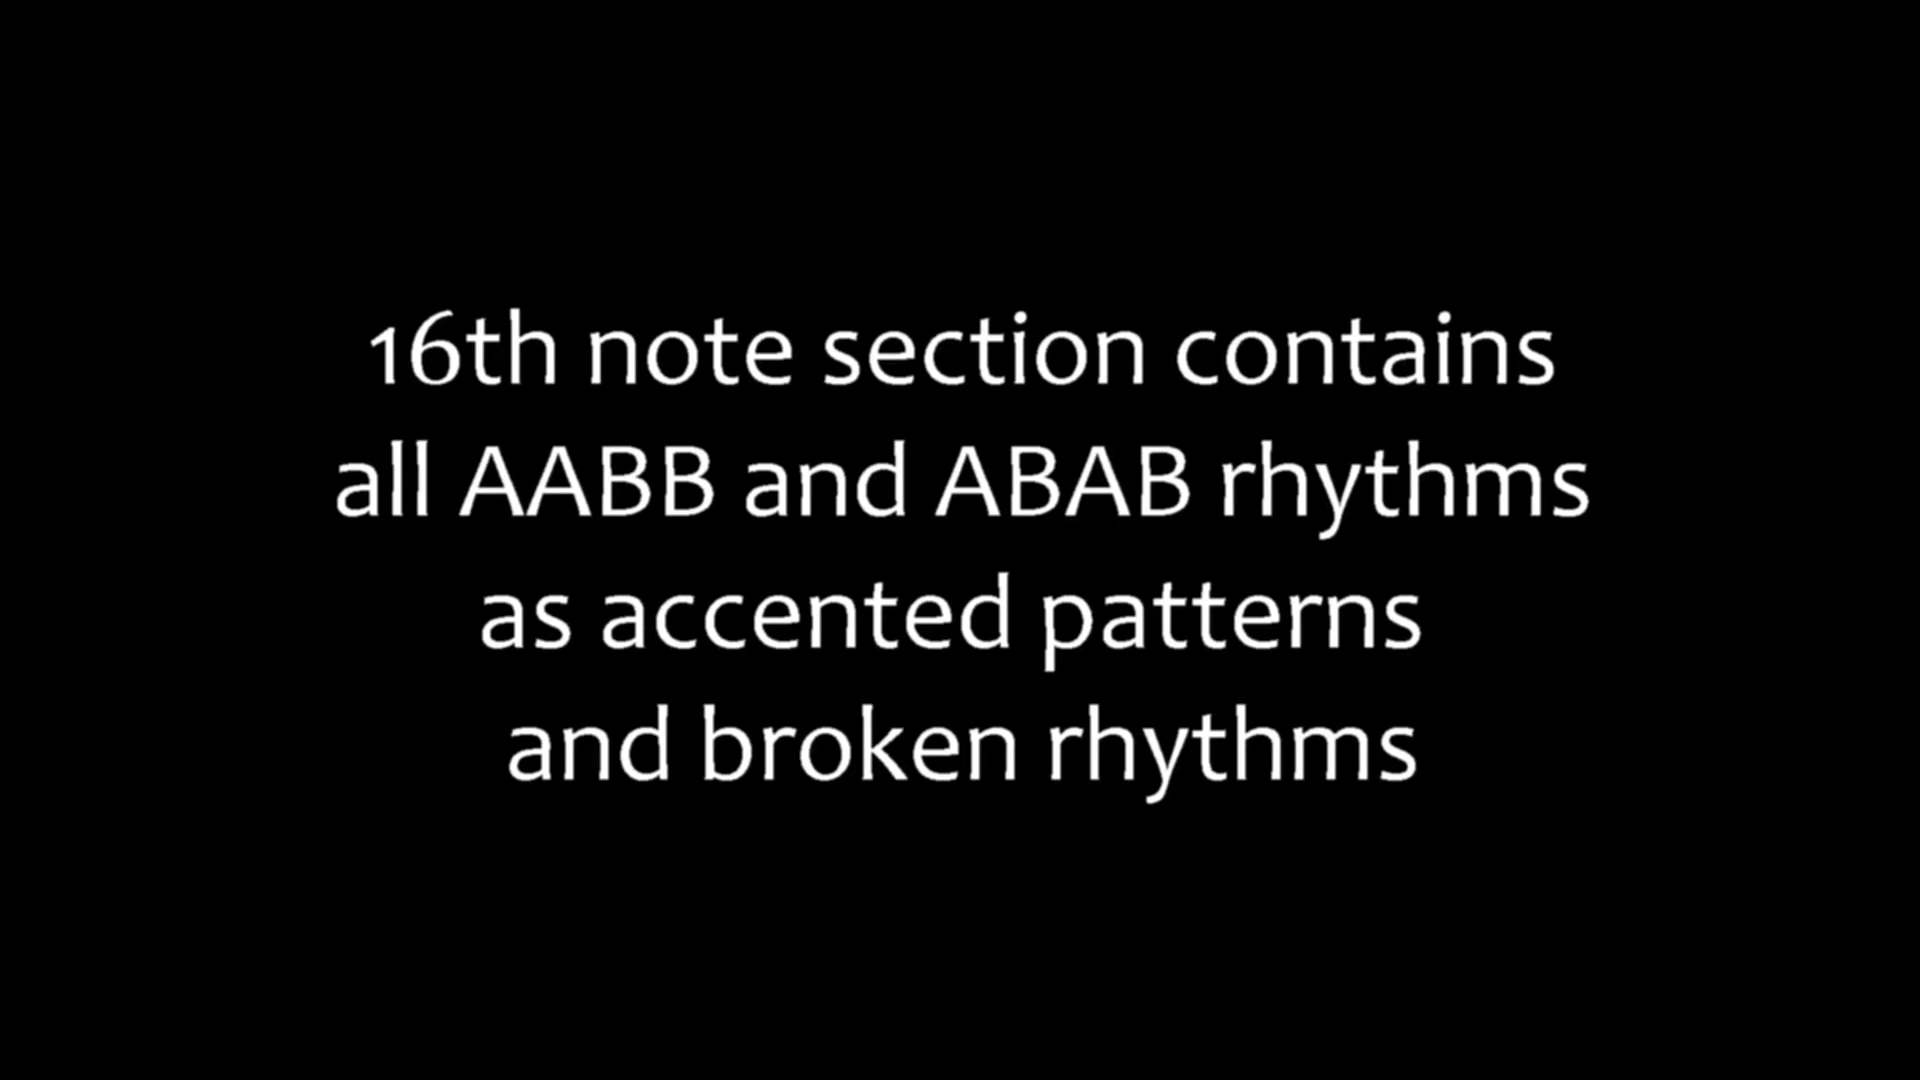 16th note section contains
all AABB and ABAB rhythms
as accented patterns
and broken rhythms